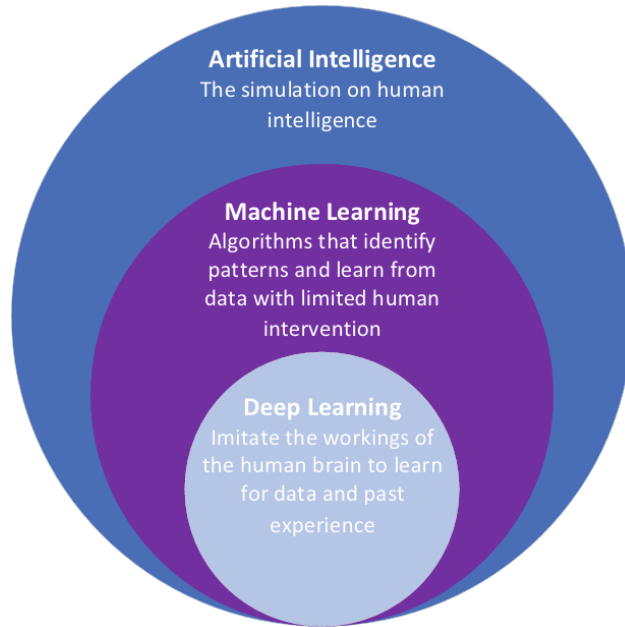 Artificial Intelligence
The simulation on human
intelligence
Machine Learning
Algorithms that identify
patterns and learn from
data with limited human
intervention
Deep Learning
Imitate the workings of
the human brain to learn
for data and past
experience